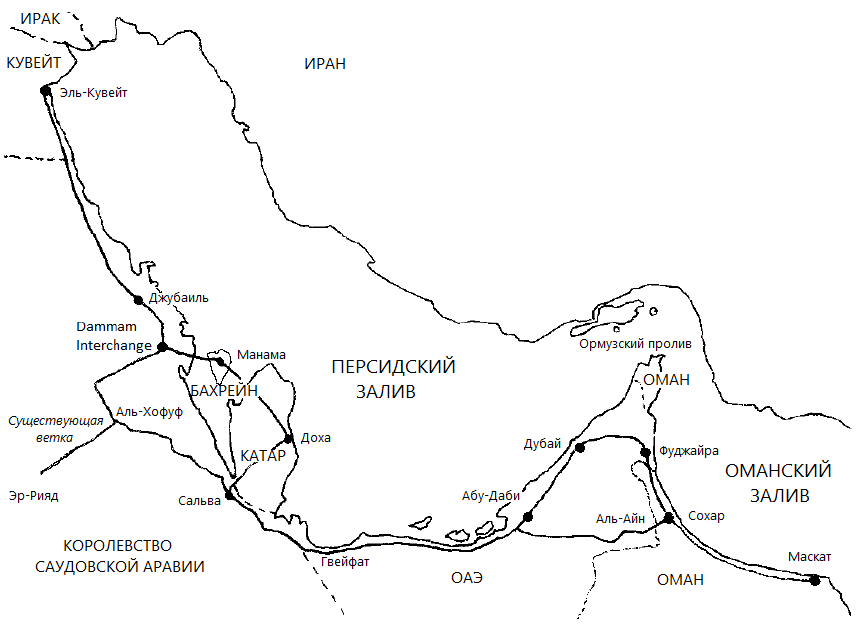 ИРАК
КУВЕЙТ
ИРАН
Эль-Кувейт
Джубаиль
Dammam
Interchange
Манама
ПЕРСИДСКИЙ
ЗАЛИВ
Ормузский пролив
ОМАН
БАХРЕЙН
Аль-Хофуф
Существующая
ветка
Доха
КАТАР
Дубай
Фуджайра
ОМАНСКИЙ
ЗАЛИВ
Эр-Рияд
Сальва
Абу-Даби
Аль-Айн
Сохар
КОРОЛЕВСТВО
САУДОВСКОЙ АРАВИИ
Гвейфат
ОАЭ
ОМАН
Маскат